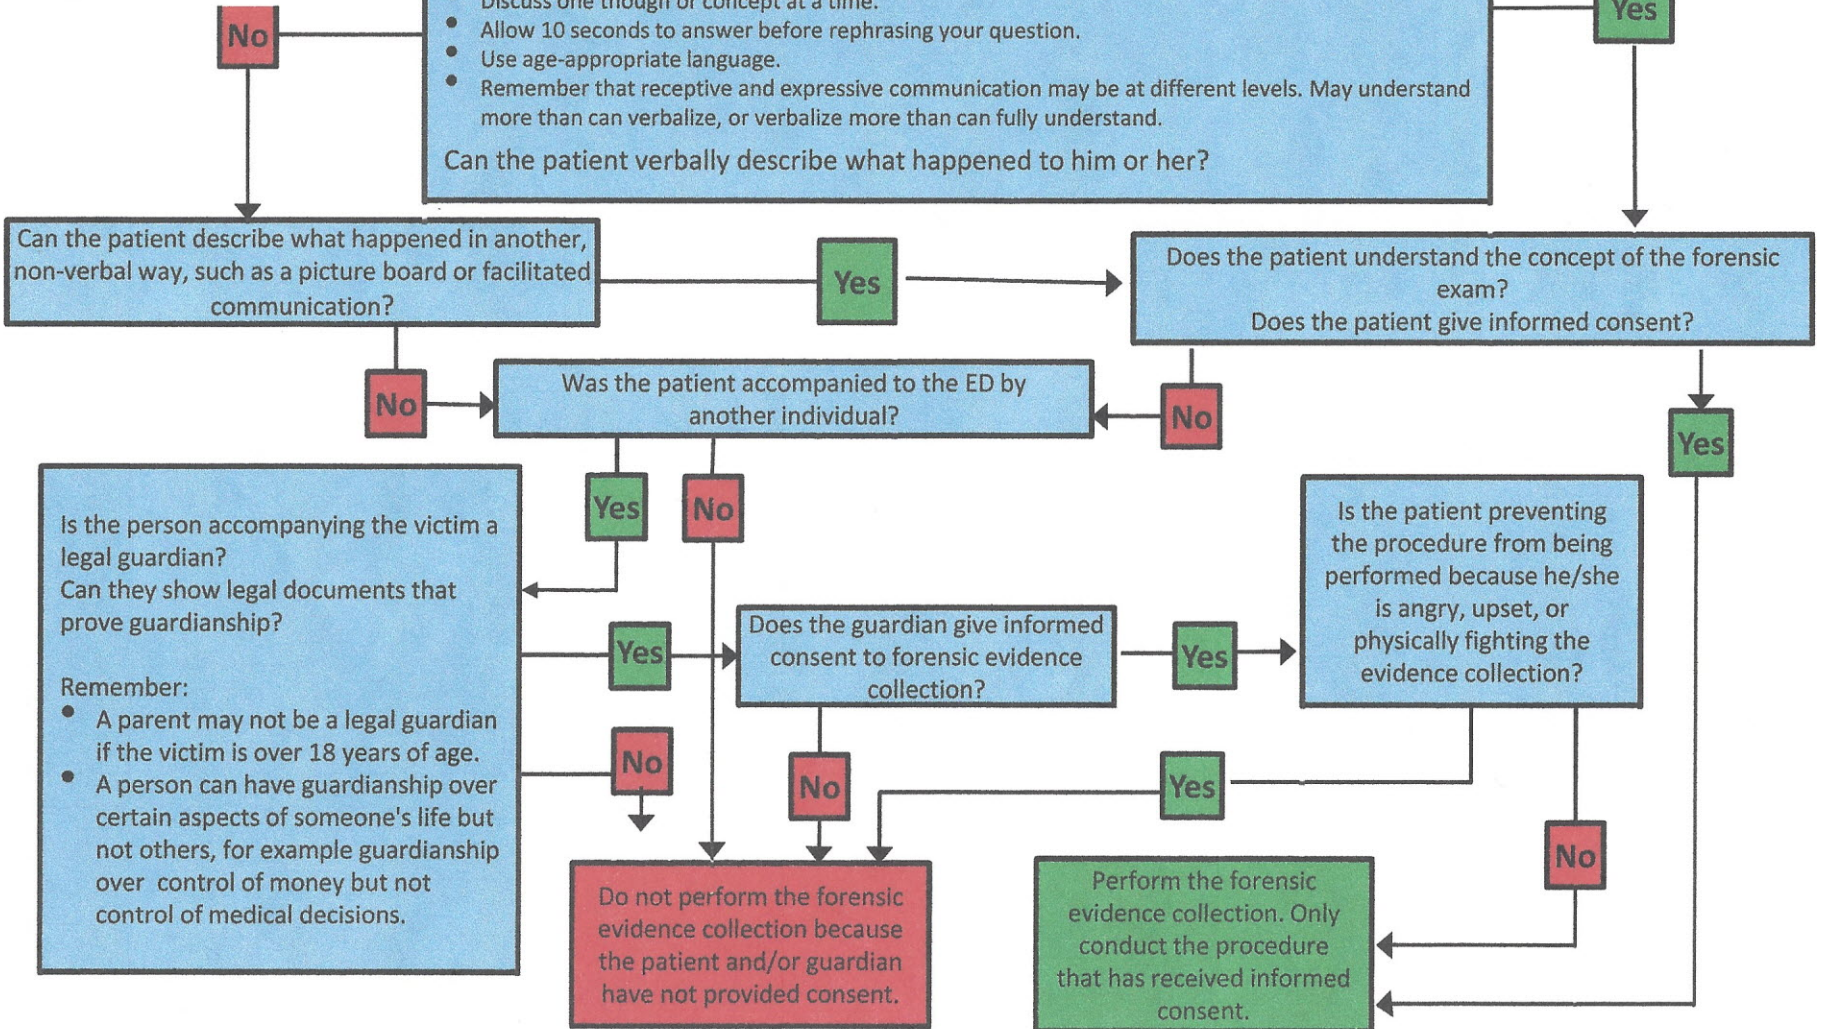 Discuss one though or concept at a time.
No
Yes
Allow 10 seconds to answer before rephrasing your question.
Use age-appropriate language.
Remember that receptive and expressive communication may be at different levels. May understand
more than can verbalize, or verbalize more than can fully understand.
Can the patient verbally describe what happened to him or her?
Can the patient describe what happened in another,
non-verbal way, such as a picture board or facilitated
communication?
Yes
Does the patient understand the concept of the forensic
exam?
Does the patient give informed consent?
No
Was the patient accompanied to the ED by
another individual?
No
Yes
Yes
No
Is the person accompanying the victim a
legal guardian?
Can they show legal documents that
prove guardianship?
Remember:
A parent may not be a legal guardian
if the victim is over 18 years of age.
A person can have guardianship over
certain aspects of someone's life but
not others, for example guardianship
over control of money but not
control of medical decisions.
Yes
No
Does the guardian give informed
consent to forensic evidence
collection?
Yes
No
Is the patient preventing
the procedure from being
performed because he/she
is angry, upset, or
physically fighting the
evidence collection?
Yes
No
Do not perform the forensic
evidence collection because
the patient and/or guardian
have not provided consent.
Perform the forensic
evidence collection. Only
conduct the procedure
that has received informed
consent.